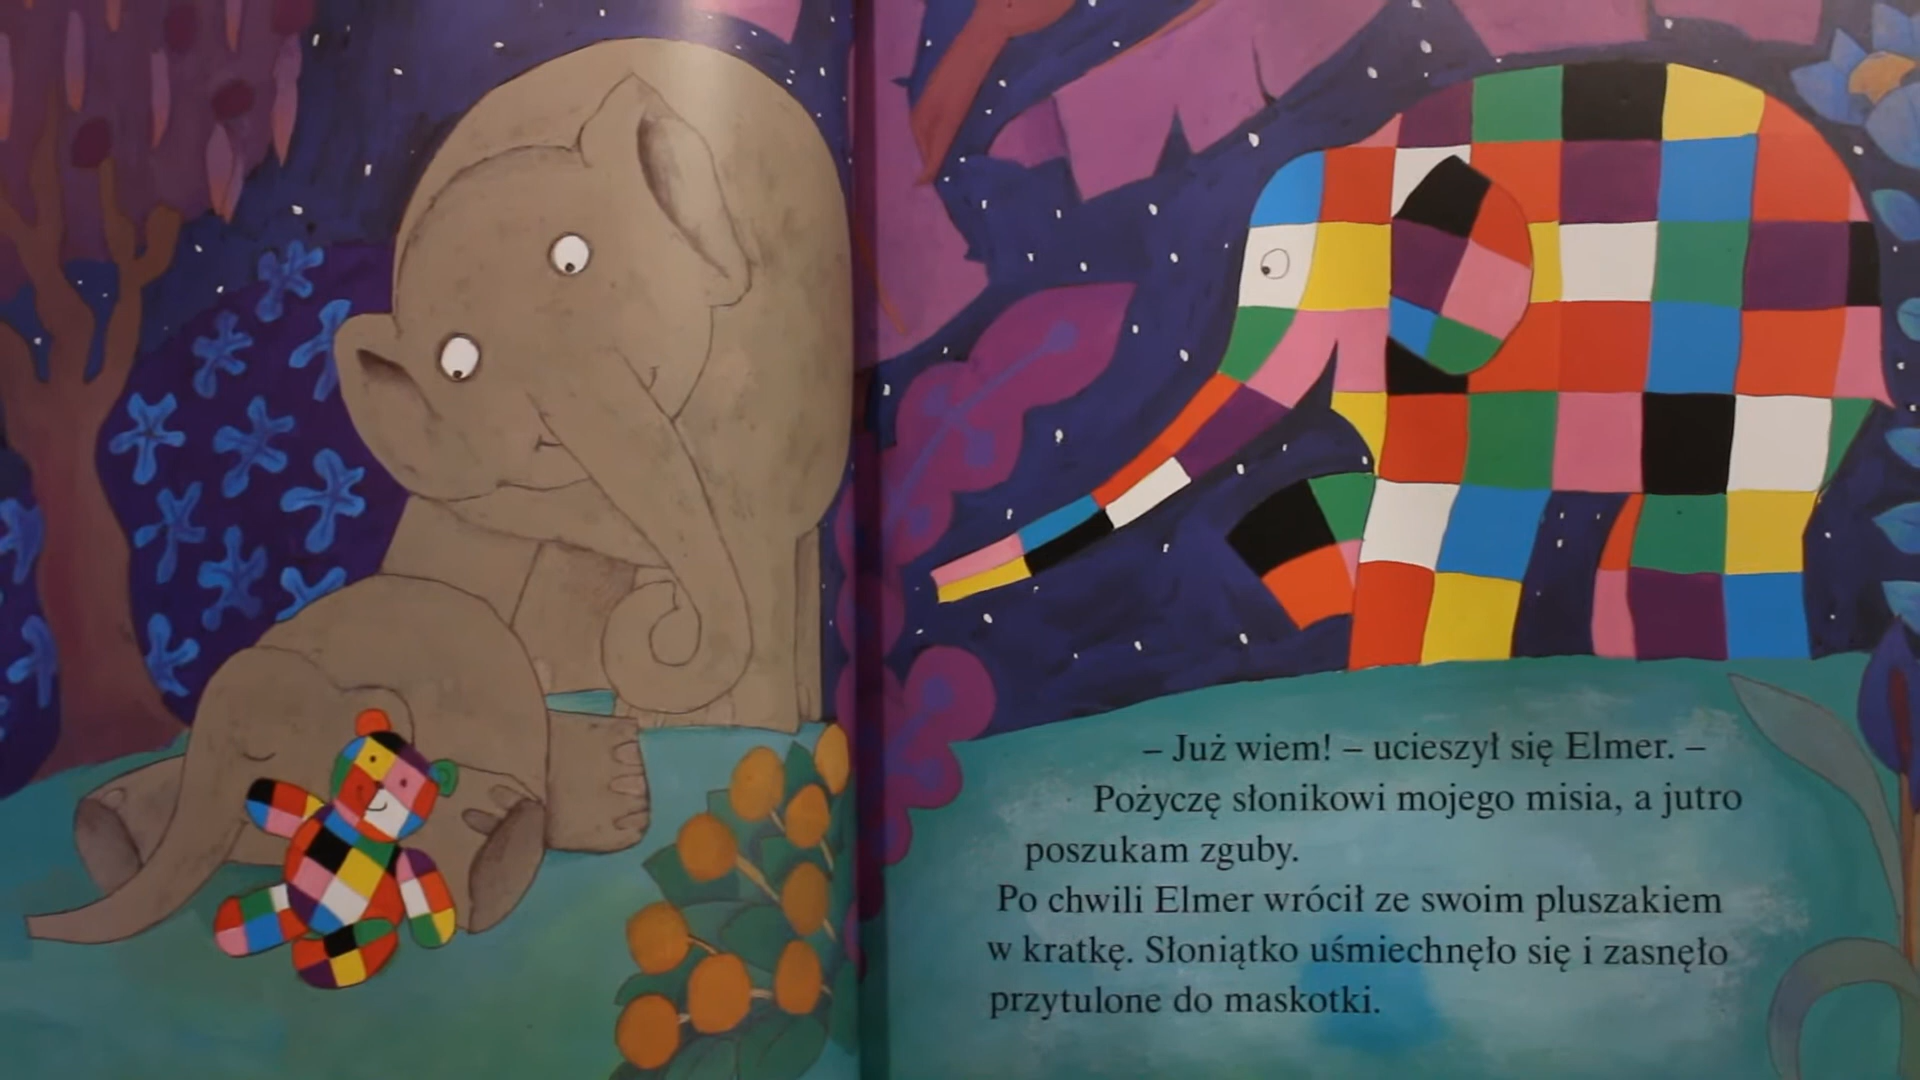 – Już wiem! – ucieszył się Elmer. –
Pożyczę słonikowi mojego misia, a jutro
poszukam zguby.
Po chwili Elmer wrócił ze swoim pluszakiem
w kratkę. Słoniątko uśmiechnęło się i zasnęło
przytulone do maskotki.